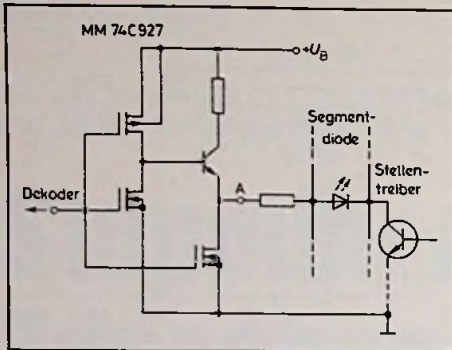 MM 74C927
+U_B
Segment-
diode
Stellen-
treiber
Dekoder
A